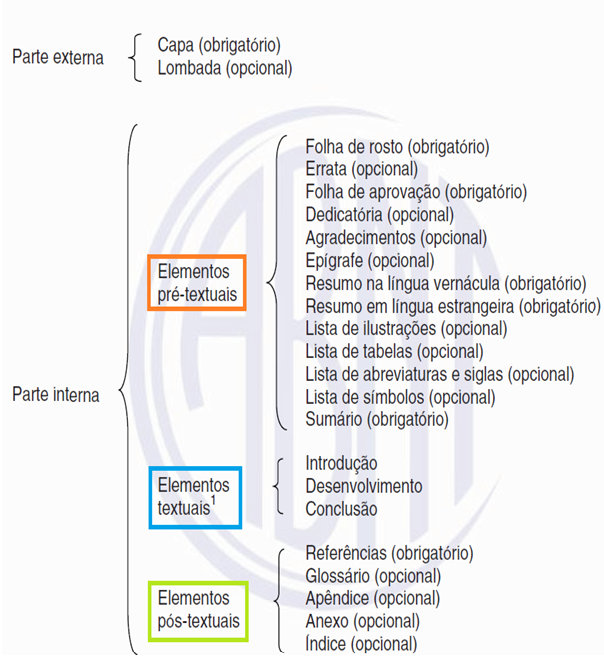 Parte externa
Capa (obrigatório)
Lombada (opcional)
Parte interna
Elementos
pré-textuais
Folha de rosto (obrigatório)
Errata (opcional)
Folha de aprovação (obrigatório)
Dedicatória (opcional)
Agradecimentos (opcional)
Epígrafe (opcional)
Resumo na língua vernácula (obrigatório)
Resumo em língua estrangeira (obrigatório)
Lista de ilustrações (opcional)
Lista de tabelas (opcional)
Lista de abreviaturas e siglas (opcional)
Lista de símbolos (opcional)
Sumário (obrigatório)
Elementos
textuais¹
Introdução
Desenvolvimento
Conclusão
Elementos
pós-textuais
Referências (obrigatório)
Glossário (opcional)
Apêndice (opcional)
Anexo (opcional)
Índice (opcional)
ABNT